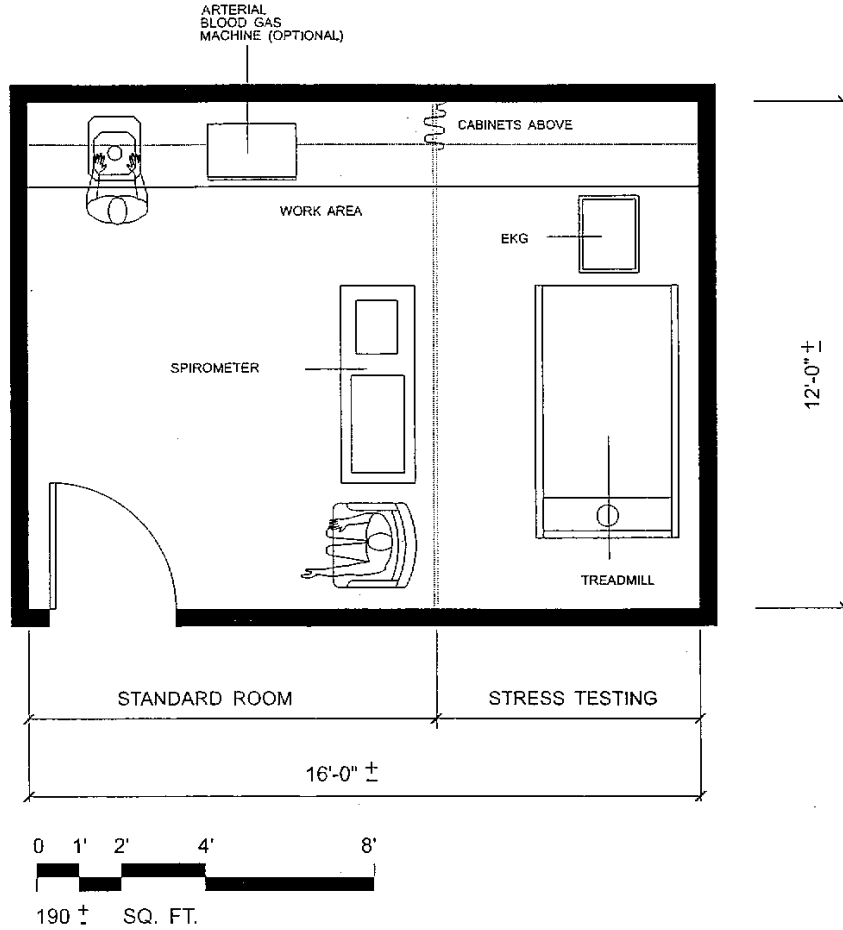 ARTERIAL
BLOOD GAS
MACHINE (OPTIONAL)
CABINETS ABOVE
WORK AREA
EKG
SPIROMETER
12'-0" ±
TREADMILL
STANDARD ROOM
STRESS TESTING
16'-0" ±
0 1' 2' 4' 8'
190 ± SQ. FT.